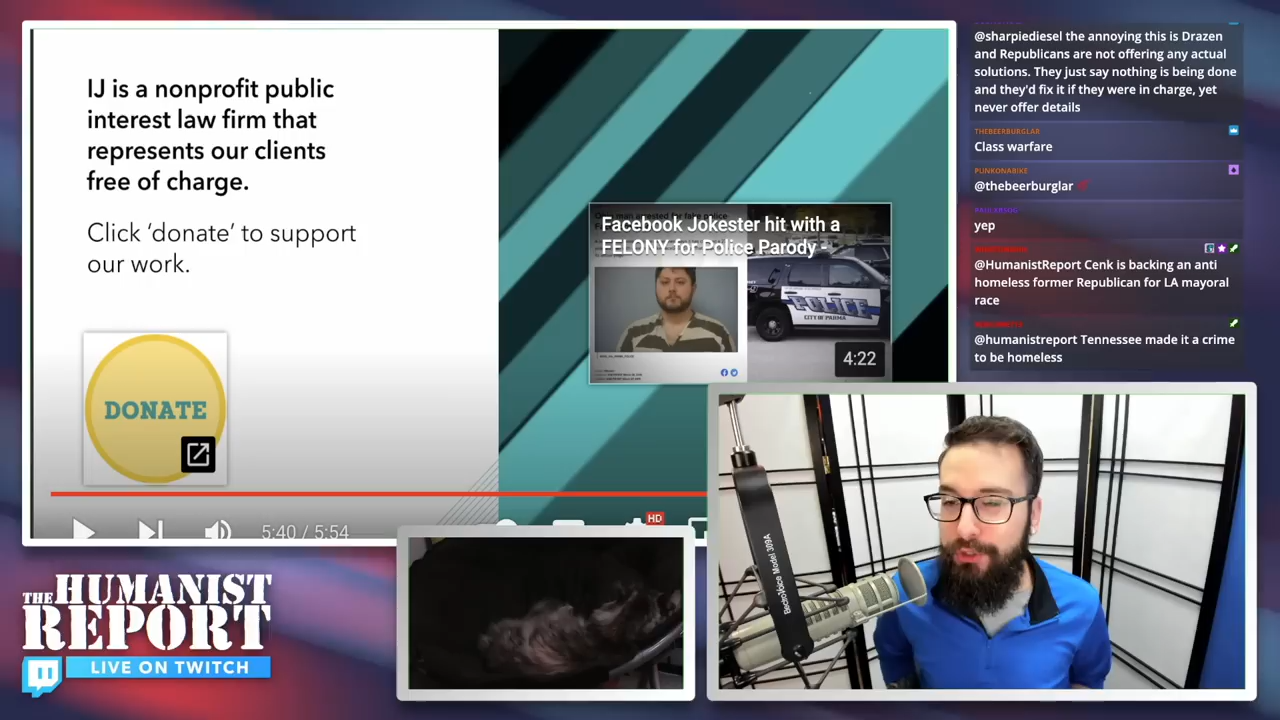 IJ is a nonprofit public
interest law firm that
represents our clients
free of charge.
Click ‘donate’ to support
our work.
DONATE
Facebook Jokester hit with a
FELONY for Police Parody -
POLICE
CITY OF PARMA
4:22
5:40 / 5:54
HD
@sharpiediesel the annoying this is Drazen
and Republicans are not offering any actual
solutions. They just say nothing is being done
and they'd fix it if they were in charge, yet
never offer details
THEBEERBURGLAR
Class warfare
PUNKONABIKE
@thebeerburglar
yep
@HumanistReport Cenk is backing an anti
homeless former Republican for LA mayoral
race
@humanistreport Tennessee made it a crime
to be homeless
ElectroVoice Model 309A
THE HUMANIST
REPORT
LIVE ON TWITCH